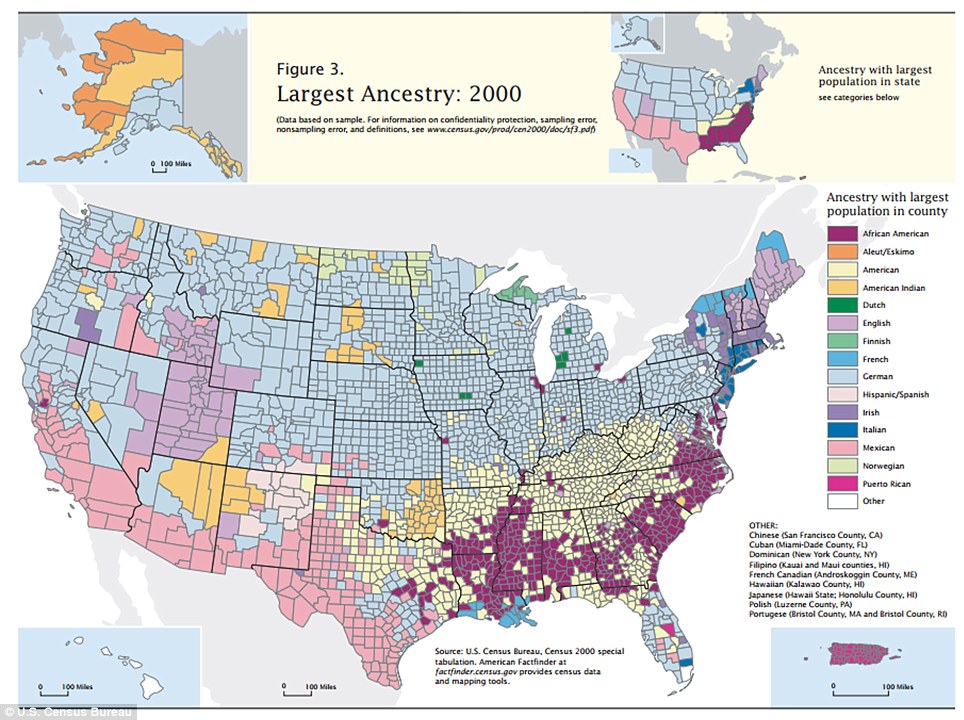 Figure 3.
Largest Ancestry: 2000
(Data based on sample. For information on confidentiality protection, sampling error,
nonsampling error, and definitions, see www.census.gov/prod/cen2000/doc/sf3.pdf)
0 100 Miles
Ancestry with largest
population in state
see categories below
Ancestry with largest
population in county
African American
Aleut/Eskimo
American
American Indian
Dutch
English
Finnish
French
German
Hispanic/Spanish
Irish
Italian
Mexican
Norwegian
Puerto Rican
Other
OTHER:
Chinese (San Francisco County, CA)
Cuban (Miami-Dade County, FL)
Dominican (New York County, NY)
Filipino (Kauai and Maui counties, HI)
French Canadian (Androskoggin County, ME)
Hawaiian (Kalawao County, HI)
Japanese (Hawaii State; Honolulu County, HI)
Polish (Luzerne County, PA)
Portugese (Bristol County, MA and Bristol County, RI)
Source: U.S. Census Bureau, Census 2000 special
tabulation. American Factfinder at
factfinder.census.gov provides census data
and mapping tools.
0 100 Miles
0 100 Miles
0 100 Miles
© U.S. Census Bureau